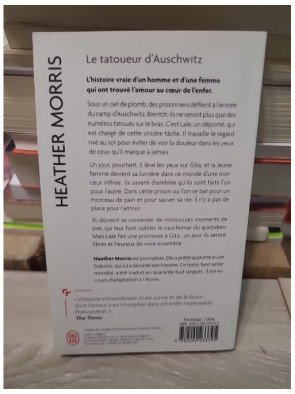 HEATHER MORRIS
Le tatoueur d'Auschwitz
L'histoire vraie d'un homme et d'une femme
qui ont trouvé l'amour au cœur de l'enfer.
Sous un ciel de plomb, des prisonniers défilent à l'entrée
du camp d'Auschwitz. Bientôt, ils ne seront plus que des
numéros tatoués sur le bras. C'est Lale, un déporté, qui
est chargé de cette sinistre tâche. Il travaille le regard
rivé au sol pour éviter de voir la douleur dans les yeux de
ceux qu'il marque à jamais.
Un jour, pourtant, il lève les yeux sur Gita, et la jeune
femme devient sa lumière dans ce monde d'une noir-
ceur infinie. Ils savent d'emblée qu'ils sont faits l'un
pour l'autre. Dans cette prison où l'on se bat pour un
morceau de pain et pour sauver sa vie, il n'y a pas de
place pour l'amour.
Ils doivent se contenter de minuscules moments de
joie, qui leur font oublier le cauchemar du quotidien.
Mais Lale fait une promesse à Gita : un jour, ils seront
libres et heureux de vivre ensemble.
Heather Morris est journaliste. Elle a prêté sa plume à Lale
Sokolov, qui lui a raconté son histoire. Ce texte, best-seller
mondial, a été traduit en quarante-huit langues. Il est en
cours d'adaptation à l'écran.
« L'histoire extraordinaire d'une survie et de la façon
dont l'amour a pu triompher dans cet enfer impitoyable.
Phénoménal. »
The Times
J'AI LU